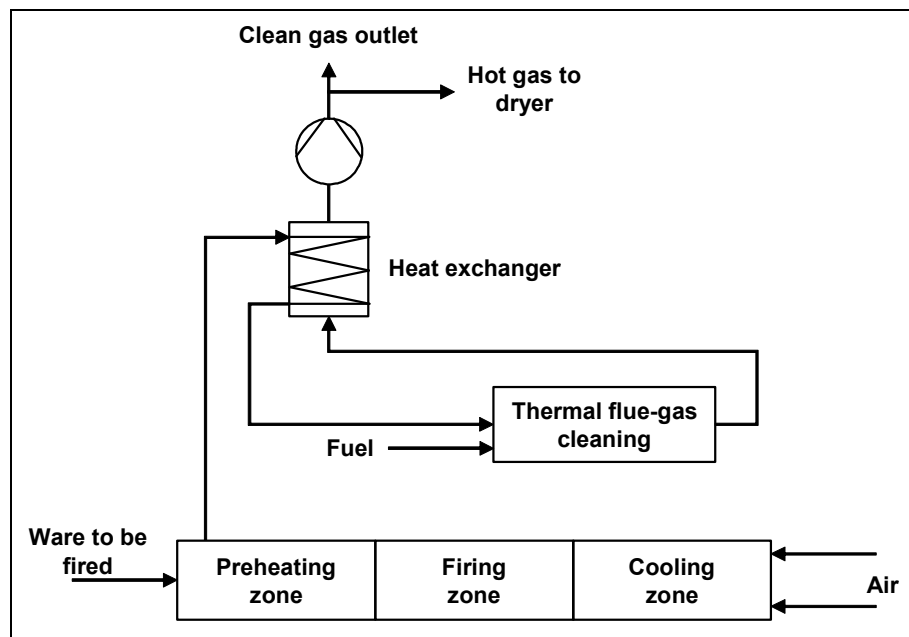 Clean gas outlet
Hot gas to
dryer
Heat exchanger
Thermal flue-gas
cleaning
Fuel
Ware to be
fired
Preheating
zone
Firing
zone
Cooling
zone
Air